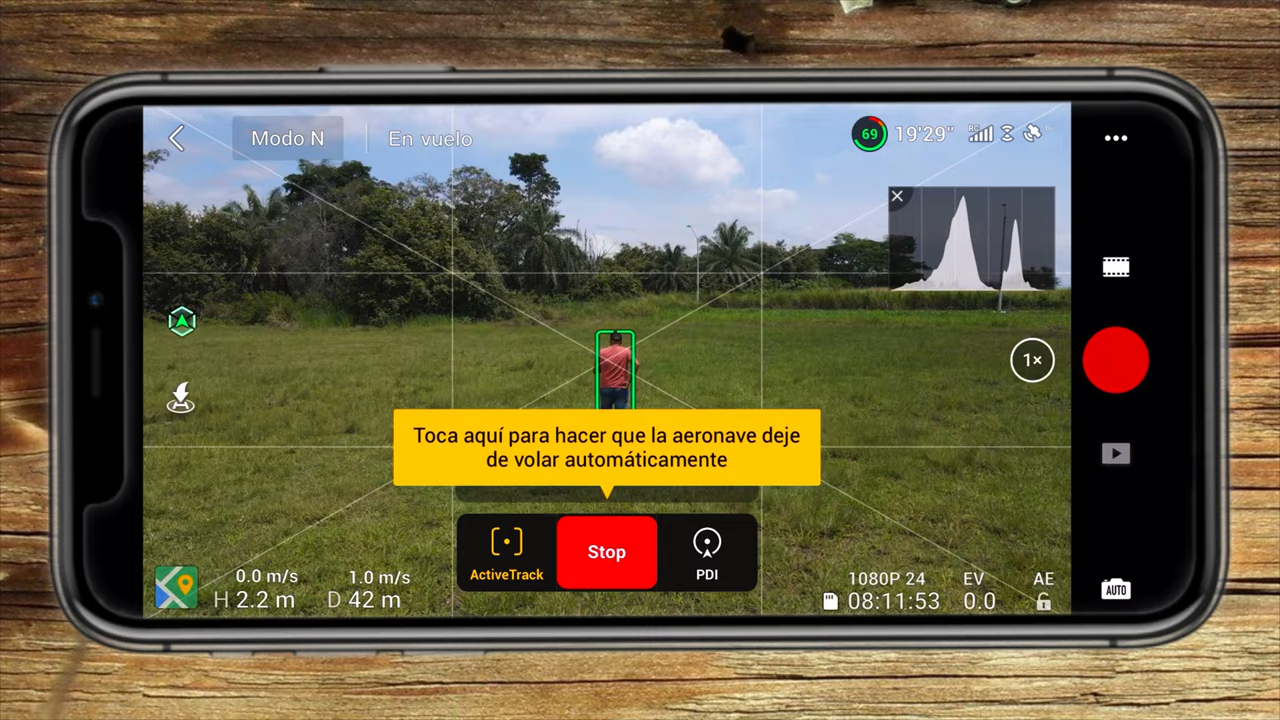 Modo N
En vuelo
69
19'29"
RC
1×
Toca aquí para hacer que la aeronave deje
de volar automáticamente
ActiveTrack
Stop
PDI
0.0 m/s
1.0 m/s
H 2.2 m
D 42 m
1080P 24
EV
AE
08:11:53
0.0
AUTO